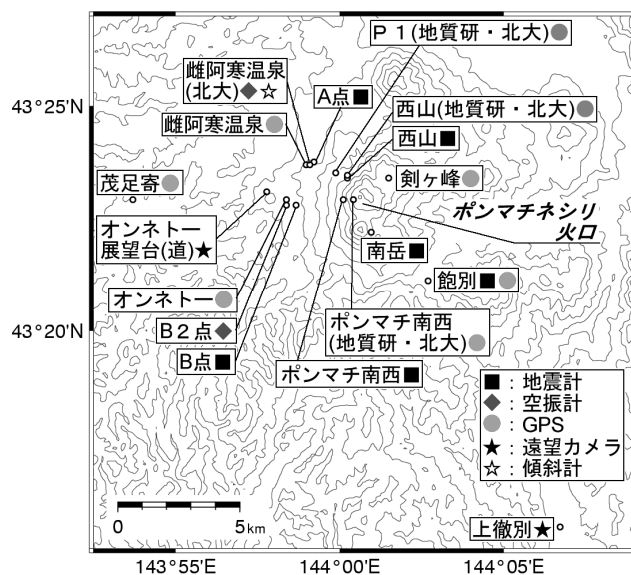 P1(地質研・北大)
雌阿寒温泉
(北大)
A点
43°25'N
西山(地質研・北大)
雌阿寒温泉
西山
茂足寄
剣ヶ峰
ポンマチネシリ
火口
オンネトー
展望台(道)
南岳
飽別
オンネトー
ポンマチ南西
(地質研・北大)
B2点
43°20'N
B点
ポンマチ南西
:地震計
:空振計
:GPS
:遠望カメラ
:傾斜計
0 5km
上徹別
143°55'E 144°00'E 144°05'E